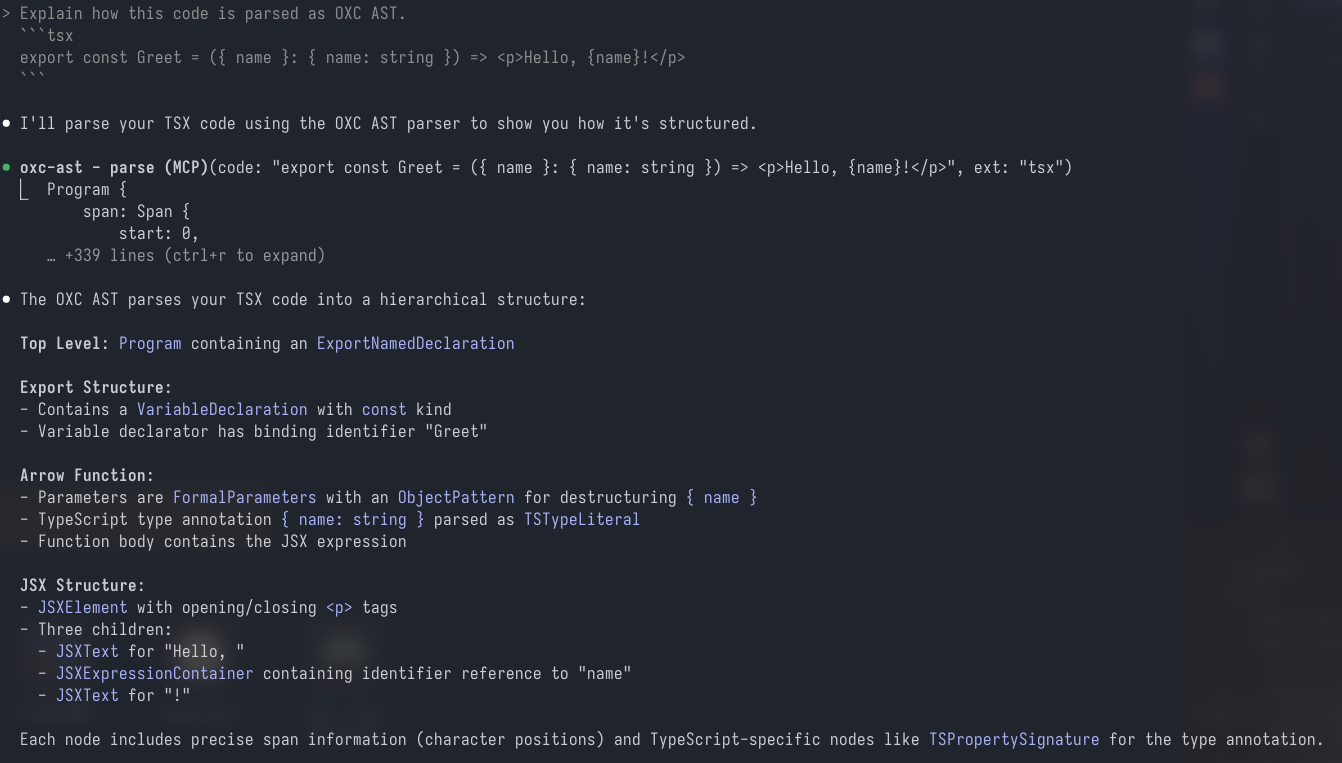 > Explain how this code is parsed as OXC AST.
```tsx
export const Greet = ({ name }: { name: string }) => <p>Hello, {name}!</p>
```
● I'll parse your TSX code using the OXC AST parser to show you how it's structured.
● oxc-ast - parse (MCP)(code: "export const Greet = ({ name }: { name: string }) => <p>Hello, {name}!</p>", ext: "tsx")
⎿ Program {
span: Span {
start: 0,
… +339 lines (ctrl+r to expand)
● The OXC AST parses your TSX code into a hierarchical structure:
Top Level: Program containing an ExportNamedDeclaration
Export Structure:
- Contains a VariableDeclaration with const kind
- Variable declarator has binding identifier "Greet"
Arrow Function:
- Parameters are FormalParameters with an ObjectPattern for destructuring { name }
- TypeScript type annotation { name: string } parsed as TSTypeLiteral
- Function body contains the JSX expression
JSX Structure:
- JSXElement with opening/closing <p> tags
- Three children:
- JSXText for "Hello, "
- JSXExpressionContainer containing identifier reference to "name"
- JSXText for "!"
Each node includes precise span information (character positions) and TypeScript-specific nodes like TSPropertySignature for the type annotation.